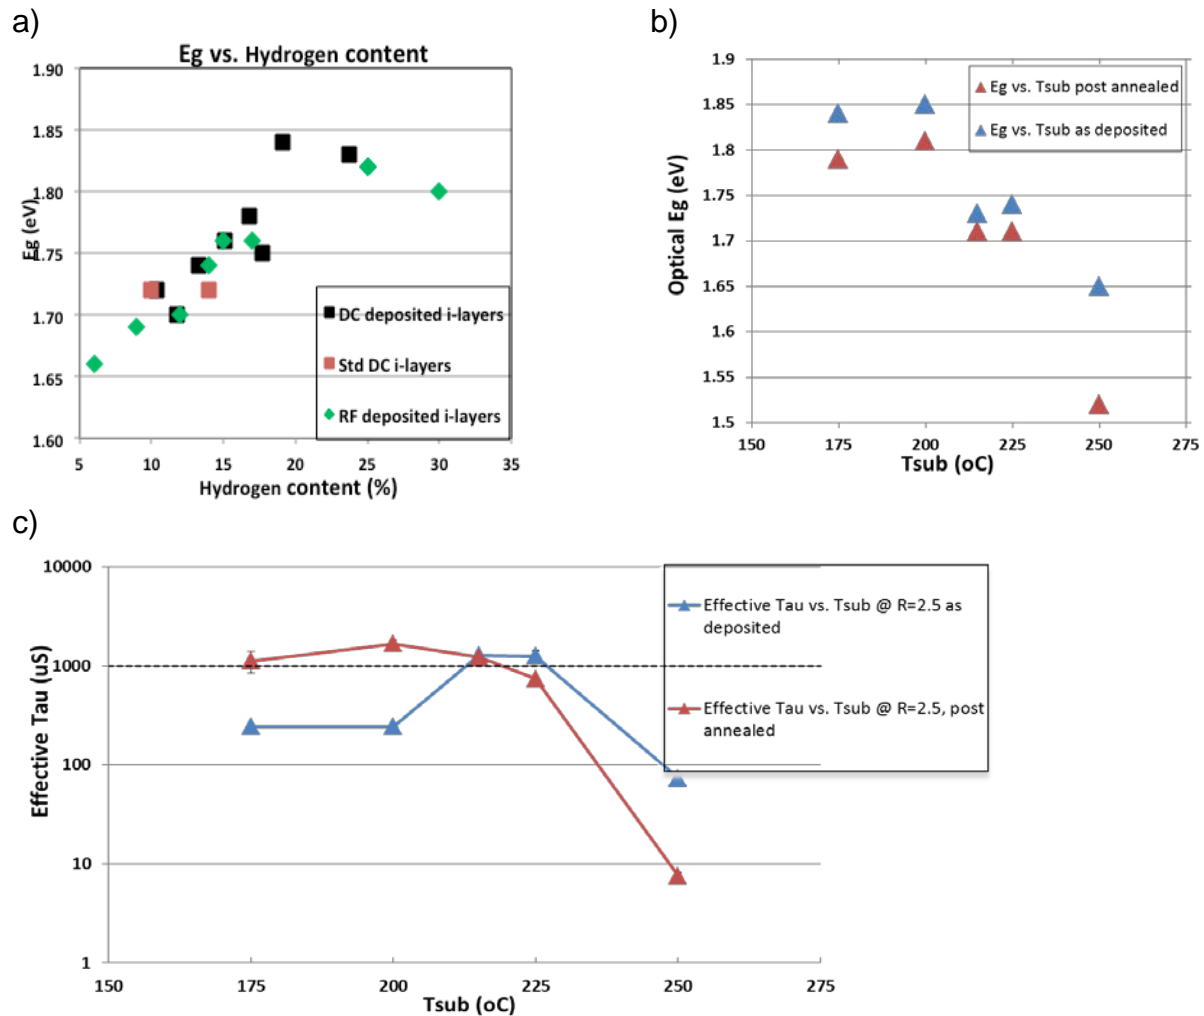 a)
Eg vs. Hydrogen content
1.90
1.85
1.80
1.75
1.70
1.65
1.60
Eg (eV)
5 10 15 20 25 30 35
Hydrogen content (%)
DC deposited i-layers
Std DC i-layers
RF deposited i-layers
b)
1.9
1.85
1.8
1.75
1.7
1.65
1.6
1.55
1.5
Optical Eg (eV)
150 175 200 225 250 275
Tsub (oC)
Eg vs. Tsub post annealed
Eg vs. Tsub as deposited
c)
10000
1000
100
10
1
Effective Tau (uS)
150 175 200 225 250 275
Tsub (oC)
Effective Tau vs. Tsub @ R=2.5 as
deposited
Effective Tau vs. Tsub @ R=2.5, post
annealed